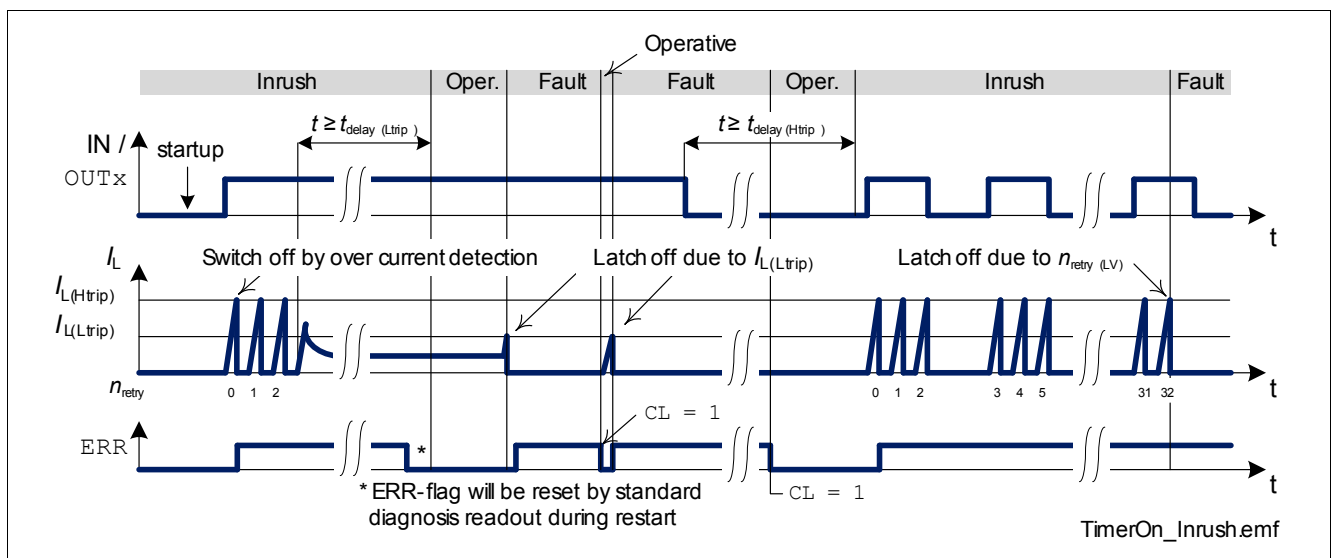 Operative
Inrush Oper. Fault Fault Oper. Inrush Fault
t ≥ tdelay (Ltrip) t ≥ tdelay (Htrip)
IN / startup
OUTx
t
IL Switch off by over current detection Latch off due to IL(Ltrip) Latch off due to nretry (LV)
IL(Htrip)
IL(Ltrip)
nretry 0 1 2 0 1 2 3 4 5 31 32 t
CL = 1
ERR * t
* ERR-flag will be reset by standard CL = 1
diagnosis readout during restart
TimerOn_Inrush.emf